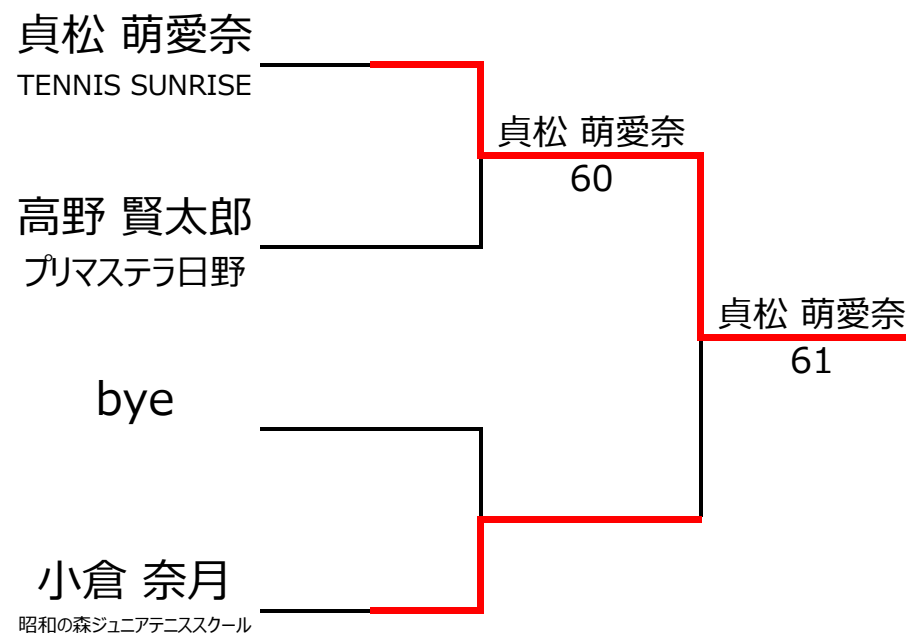 貞松 萌愛奈
TENNIS SUNRISE
貞松 萌愛奈
60
高野 賢太郎
プリマステラ日野
貞松 萌愛奈
61
bye
小倉 奈月
昭和の森ジュニアテニススクール